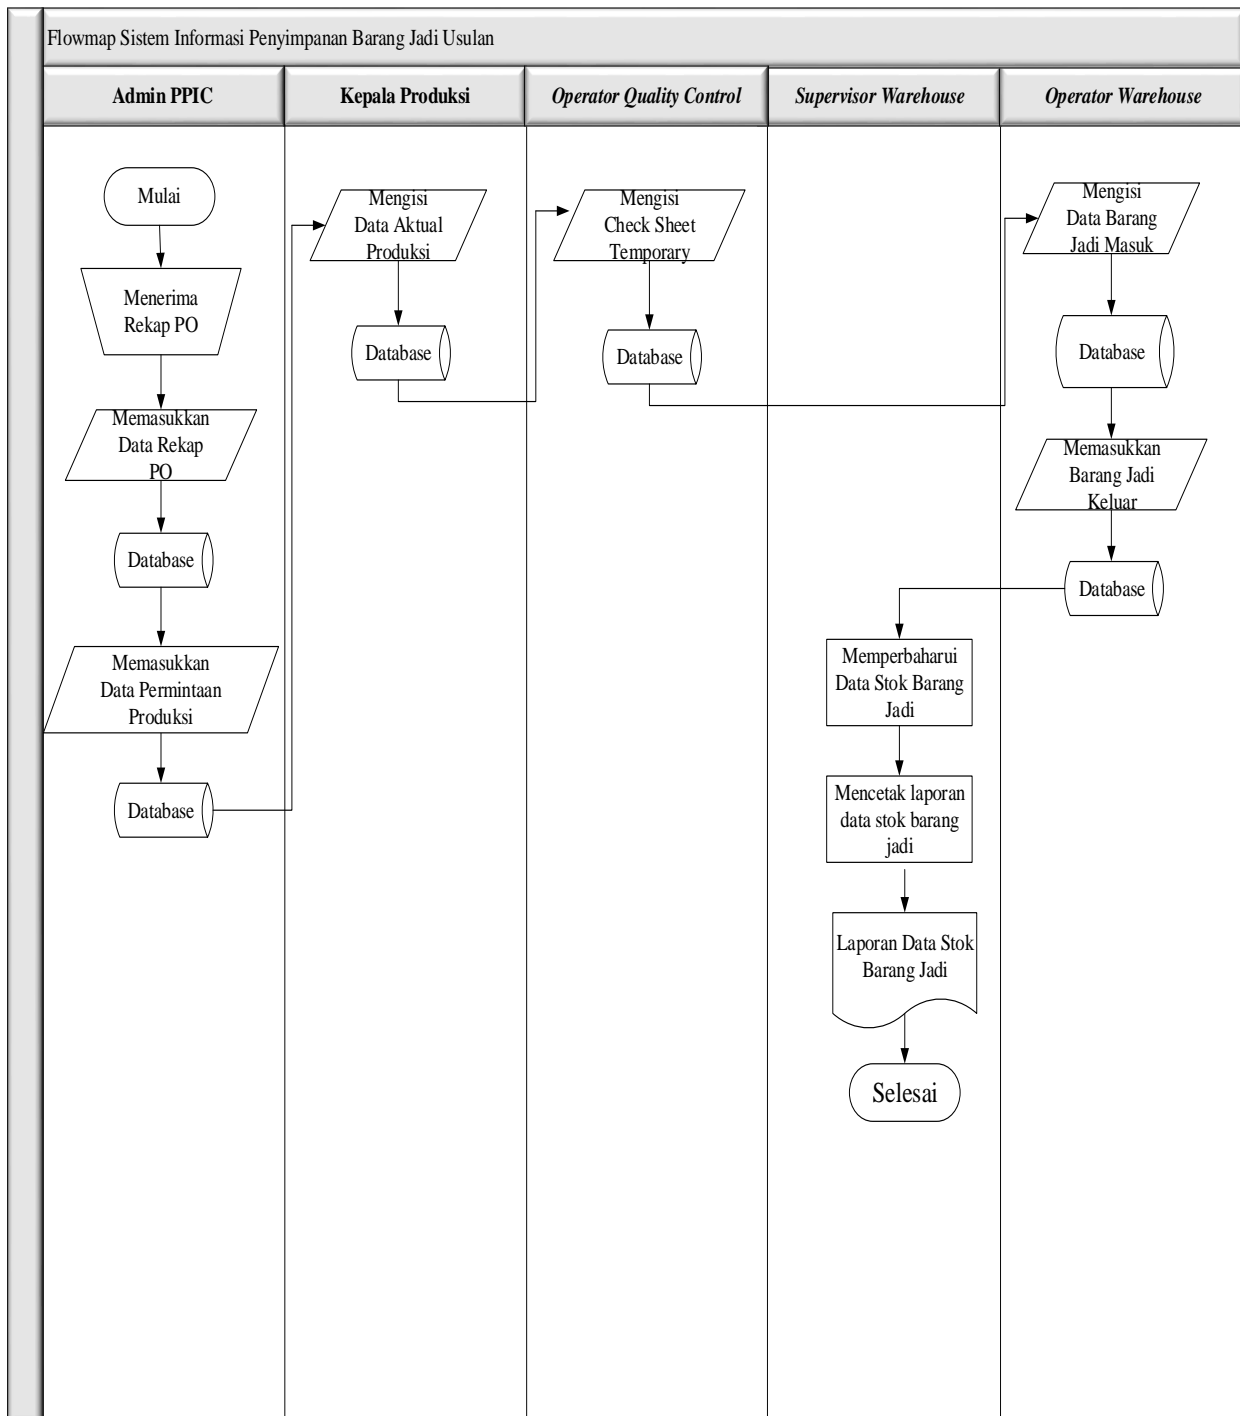 Flowmap Sistem Informasi Penyimpanan Barang Jadi Usulan
Admin PPIC
Kepala Produksi
Operator Quality Control
Supervisor Warehouse
Operator Warehouse
Mulai
Menerima
Rekap PO
Memasukkan
Data Rekap
PO
Database
Memasukkan
Data Permintaan
Produksi
Database
Mengisi
Data Aktual
Produksi
Database
Mengisi
Check Sheet
Temporary
Database
Mengisi
Data Barang
Jadi Masuk
Database
Memasukkan
Barang Jadi
Keluar
Database
Memperbaharui
Data Stok Barang
Jadi
Mencetak laporan
data stok barang
jadi
Laporan Data Stok
Barang Jadi
Selesai